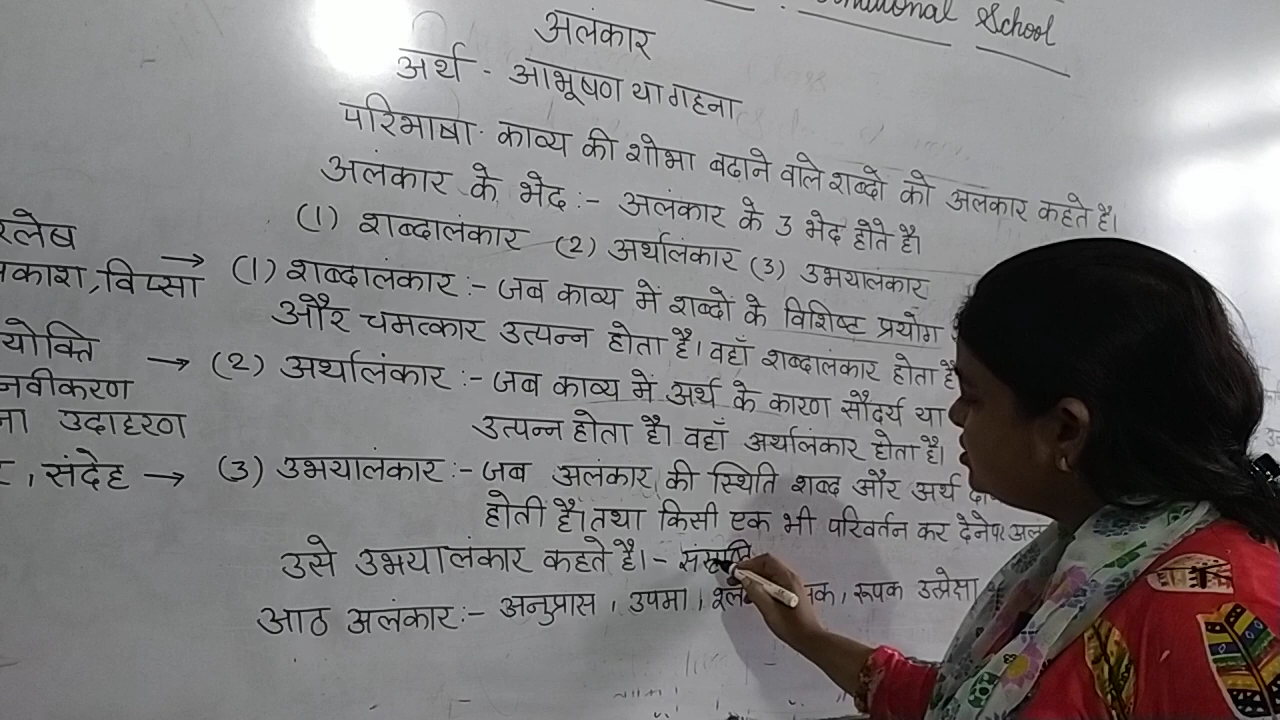 School
अलंकार
अर्थ - आभूषण या गहना
परिभाषा - काव्य की शोभा बढाने वाले शब्दो को अलंकार कहते है।
अलंकार के भेद :- अलंकार के 3 भेद होते है।
(1) शब्दालंकार (2) अर्थालंकार (3) उभयालंकार
विप्सा → (1) शब्दालंकार :- जब काव्य में शब्दो के विशिष्ट प्रयोग
और चमत्कार उत्पन्न होता है। वहाँ शब्दालंकार होता है
→ (2) अर्थालंकार :- जब काव्य में अर्थ के कारण सौदर्य या
उदाहरण उत्पन्न होता है। वहाँ अर्थालंकार होता है।
, संदेह → (3) उभयालंकार :- जब अलंकार की स्थिति शब्द और अर्थ
होती है। तथा किसी एक भी परिवर्तन कर देनेपर
उसे उभयालंकार कहते है। -
आठ अलंकार :- अनुप्रास , उपमा , रूपक उत्प्रेक्षा